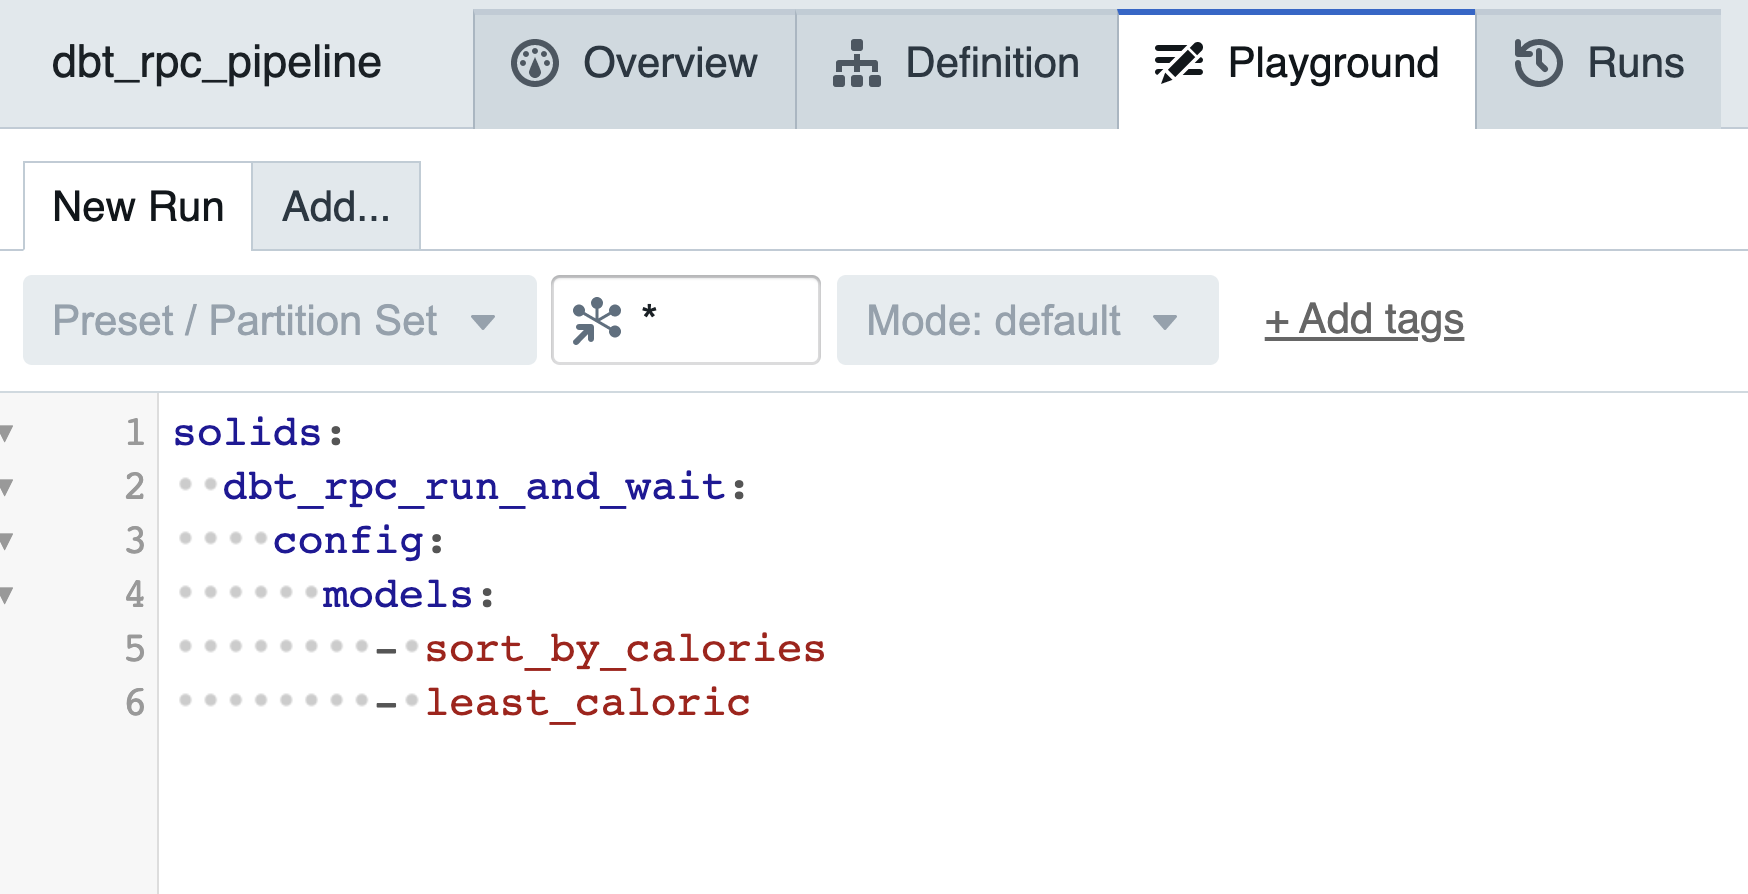 dbt_rpc_pipeline Overview Definition Playground Runs
New Run Add...
Preset / Partition Set * Mode: default + Add tags
1 solids:
2   dbt_rpc_run_and_wait:
3     config:
4       models:
5         - sort_by_calories
6         - least_caloric